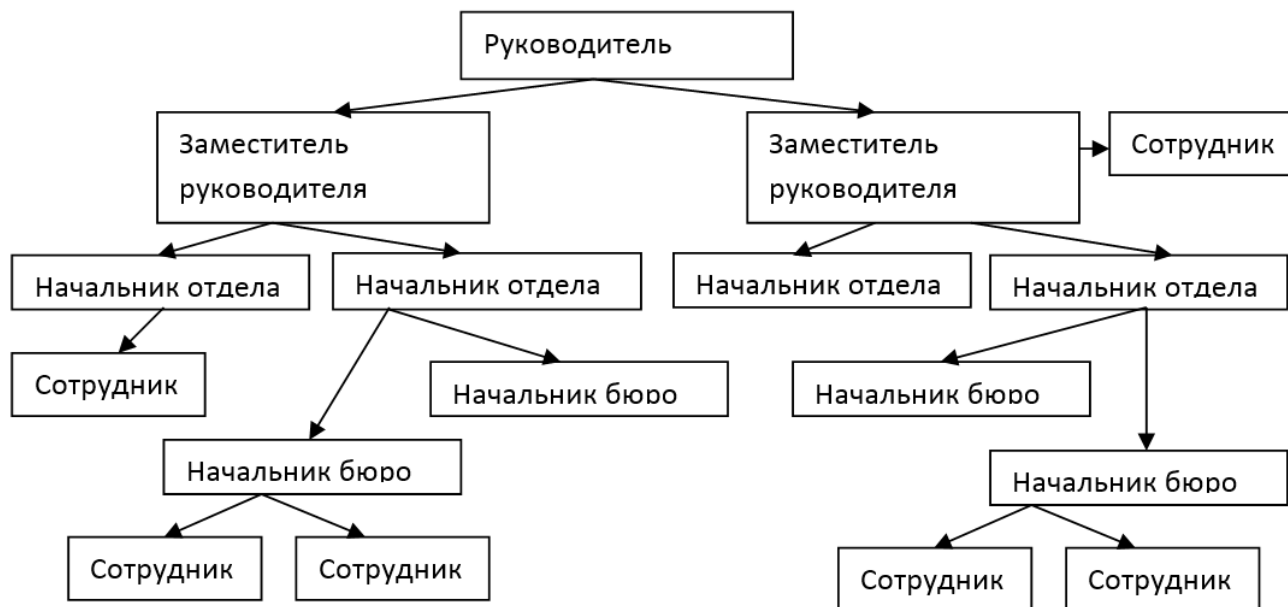 Руководитель
Заместитель
руководителя
Заместитель
руководителя
Сотрудник
Начальник отдела
Начальник отдела
Начальник отдела
Начальник отдела
Сотрудник
Начальник бюро
Начальник бюро
Начальник бюро
Начальник бюро
Сотрудник
Сотрудник
Сотрудник
Сотрудник